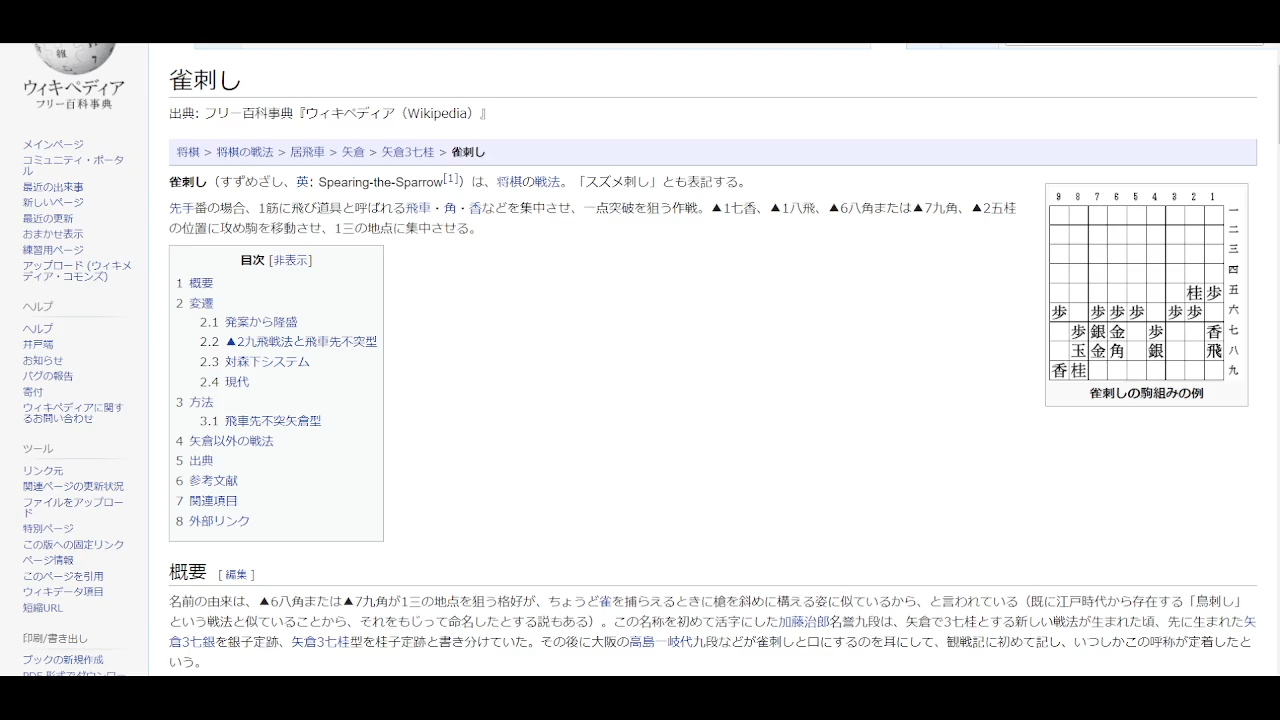 ウィキペディア
フリー百科事典
メインページ
コミュニティ・ポータ
ル
最近の出来事
新しいページ
最近の更新
おまかせ表示
練習用ページ
アップロード (ウィキメ
ディア・コモンズ)
ヘルプ
ヘルプ
井戸端
お知らせ
バグの報告
寄付
ウィキペディアに関す
るお問い合わせ
ツール
リンク元
関連ページの更新状況
ファイルをアップロー
ド
特別ページ
この版への固定リンク
ページ情報
このページを引用
ウィキデータ項目
短縮URL
印刷/書き出し
ブックの新規作成
雀刺し
出典: フリー百科事典『ウィキペディア（Wikipedia）』
将棋 > 将棋の戦法 > 居飛車 > 矢倉 > 矢倉3七桂 > 雀刺し
雀刺し（すずめざし、英: Spearing-the-Sparrow[1]）は、将棋の戦法。「スズメ刺し」とも表記する。
先手番の場合、1筋に飛び道具と呼ばれる飛車・角・香などを集中させ、一点突破を狙う作戦。▲1七香、▲1八飛、▲6八角または▲7九角、▲2五桂
の位置に攻め駒を移動させ、1三の地点に集中させる。
目次 [非表示]
1 概要
2 変遷
2.1 発案から隆盛
2.2 ▲2九飛戦法と飛車先不突型
2.3 対森下システム
2.4 現代
3 方法
3.1 飛車先不突矢倉型
4 矢倉以外の戦法
5 出典
6 参考文献
7 関連項目
8 外部リンク
9 8 7 6 5 4 3 2 1
一
二
三
四
桂 歩 五
歩 歩 歩 歩 歩 歩 六
歩 銀 金 歩 香 七
玉 金 角 銀 飛 八
香 桂 九
雀刺しの駒組みの例
概要 [ 編集 ]
名前の由来は、▲6八角または▲7九角が1三の地点を狙う格好が、ちょうど雀を捕らえるときに槍を斜めに構える姿に似ているから、と言われている（既に江戸時代から存在する「鳥刺し」
という戦法と似ていることから、それをもじって命名したとする説もある）。この名称を初めて活字にした加藤治郎名誉九段は、矢倉で3七桂とする新しい戦法が生まれた頃、先に生まれた矢
倉3七銀を銀子定跡、矢倉3七桂型を桂子定跡と書き分けていた。その後に大阪の高島一岐代九段などが雀刺しと口にするのを耳にして、観戦記に初めて記し、いつしかこの呼称が定着したと
いう。